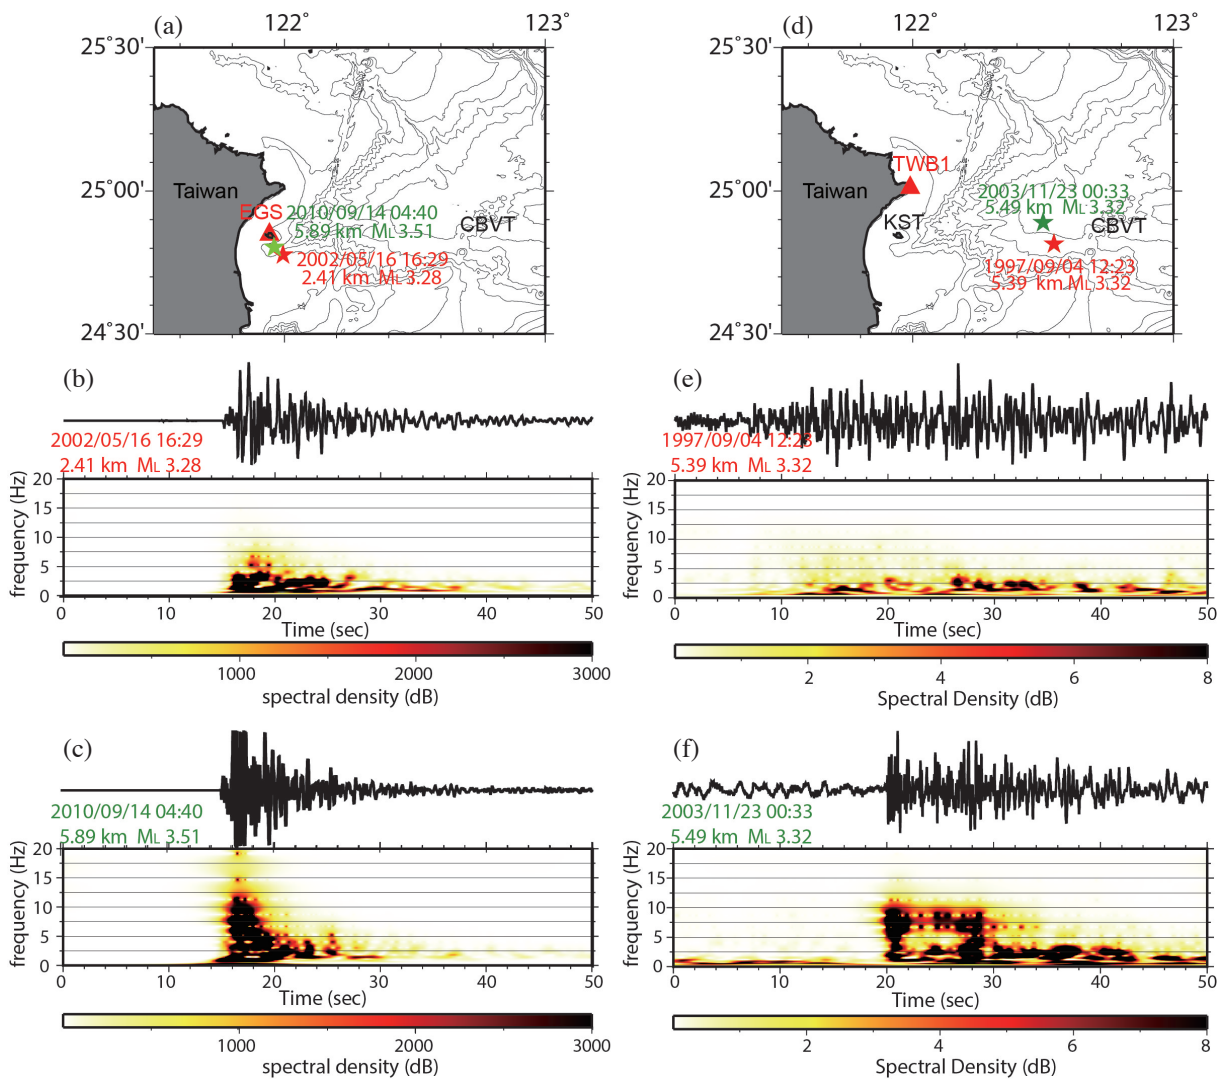 (a)
122°
123°
25°30'
25°00'
24°30'
Taiwan
EGS
2010/09/14 04:40
5.89 km ML 3.51
CBVT
2002/05/16 16:29
2.41 km ML 3.28
(d)
122°
123°
25°30'
25°00'
24°30'
TWB1
Taiwan
2003/11/23 00:33
5.49 km ML 3.32
KST
CBVT
1997/09/04 12:23
5.39 km ML 3.32
(b)
2002/05/16 16:29
2.41 km ML 3.28
frequency (Hz)
20
15
10
5
0
0 10 20 30 40 50
Time (sec)
1000 2000 3000
spectral density (dB)
(e)
1997/09/04 12:23
5.39 km ML 3.32
frequency (Hz)
20
15
10
5
0
0 10 20 30 40 50
Time (sec)
2 4 6 8
Spectral Density (dB)
(c)
2010/09/14 04:40
5.89 km ML 3.51
frequency (Hz)
20
15
10
5
0
0 10 20 30 40 50
Time (sec)
1000 2000 3000
spectral density (dB)
(f)
2003/11/23 00:33
5.49 km ML 3.32
frequency (Hz)
20
15
10
5
0
0 10 20 30 40 50
Time (sec)
2 4 6 8
Spectral Density (dB)